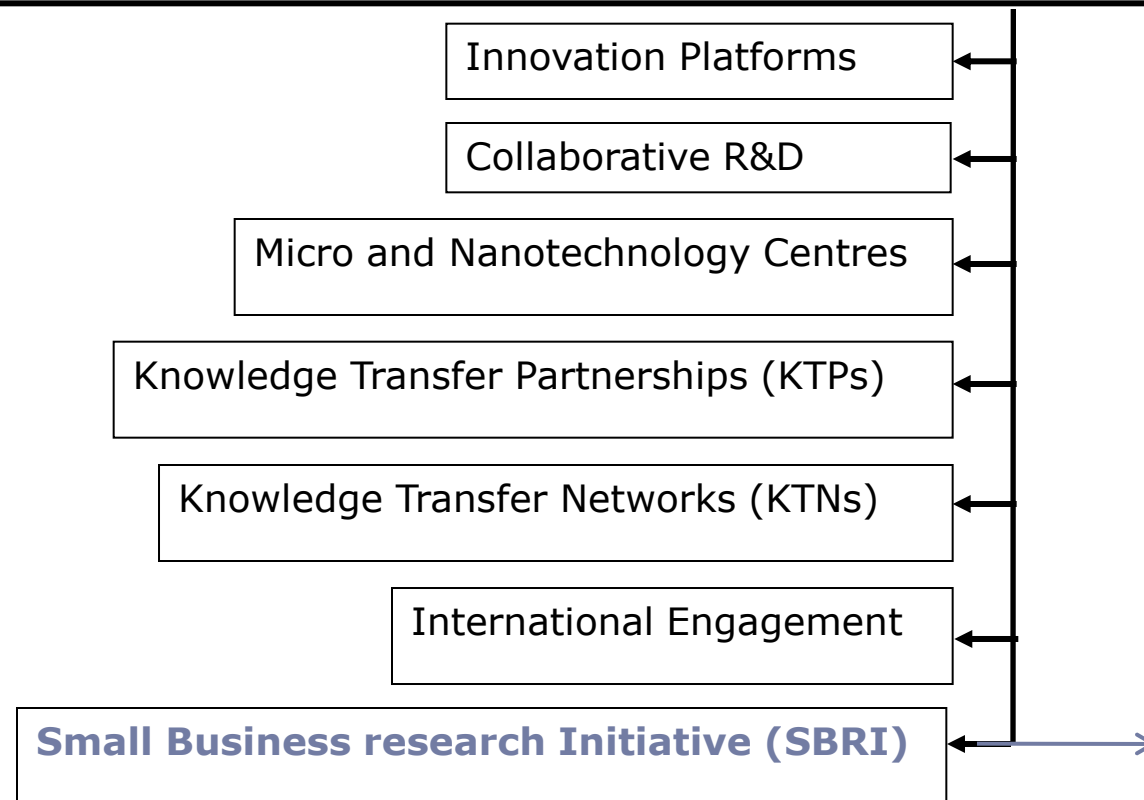 Innovation Platforms
Collaborative R&D
Micro and Nanotechnology Centres
Knowledge Transfer Partnerships (KTPs)
Knowledge Transfer Networks (KTNs)
International Engagement
Small Business research Initiative (SBRI)